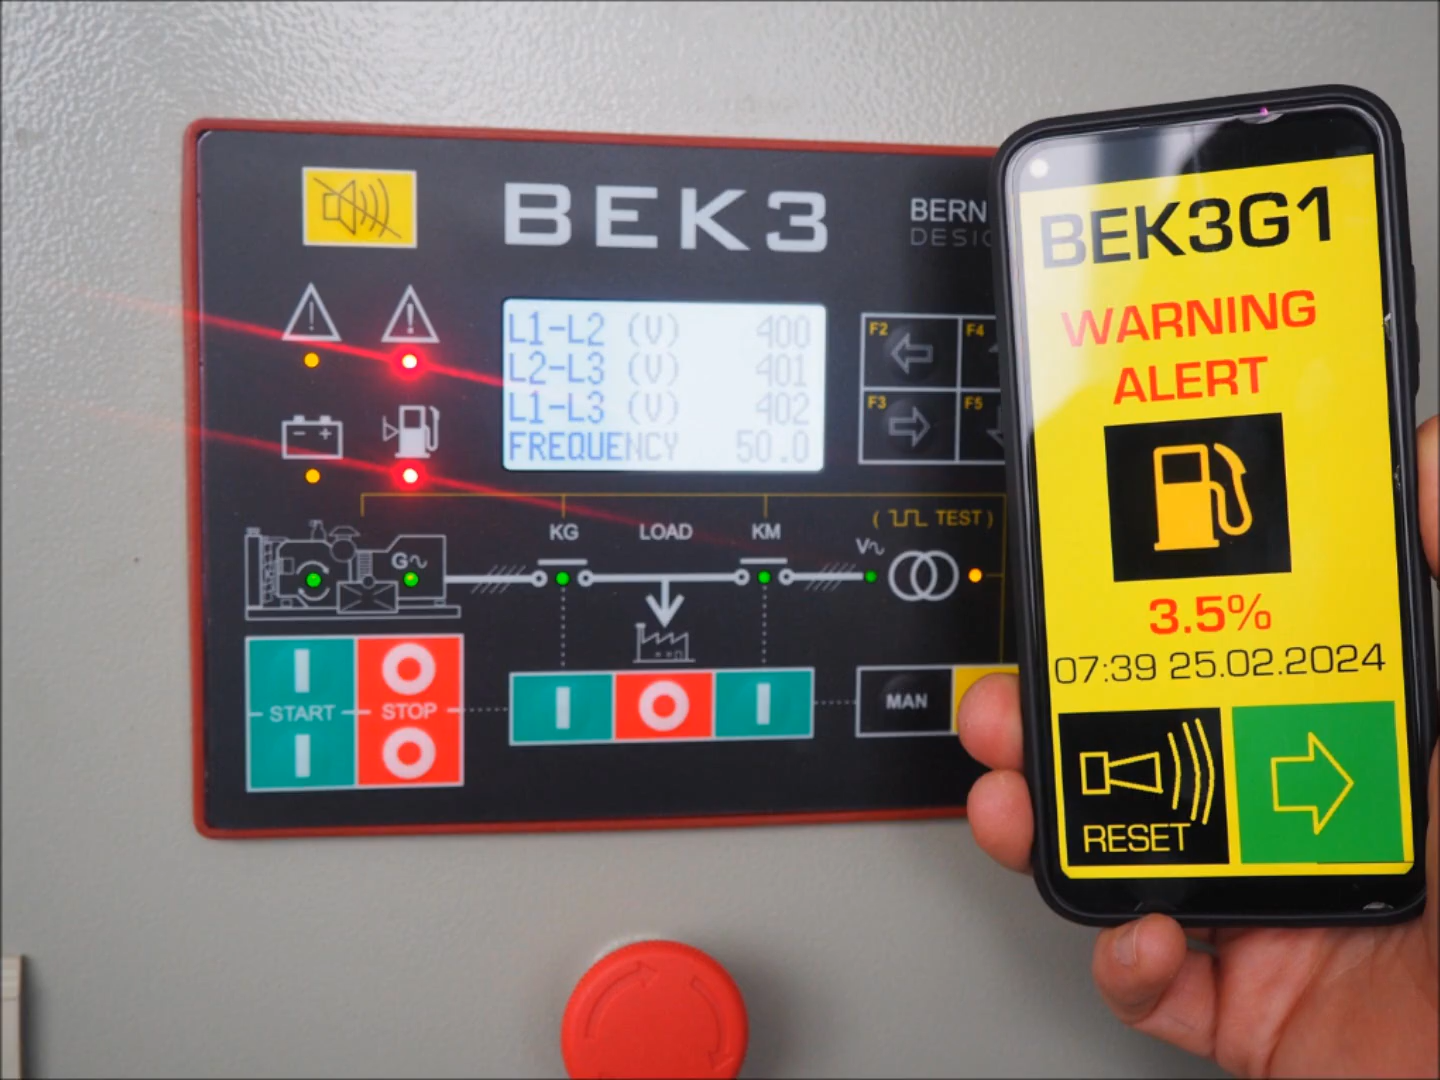 BEK3
BERN
DESIG
L1-L2 (V) 400
L2-L3 (V) 401
L1-L3 (V) 402
FREQUENCY 50.0
F2
F4
F3
F5
- +
KG
LOAD
KM
( TEST )
V~
G~
START
STOP
MAN
BEK3G1
WARNING
ALERT
3.5%
07:39 25.02.2024
RESET